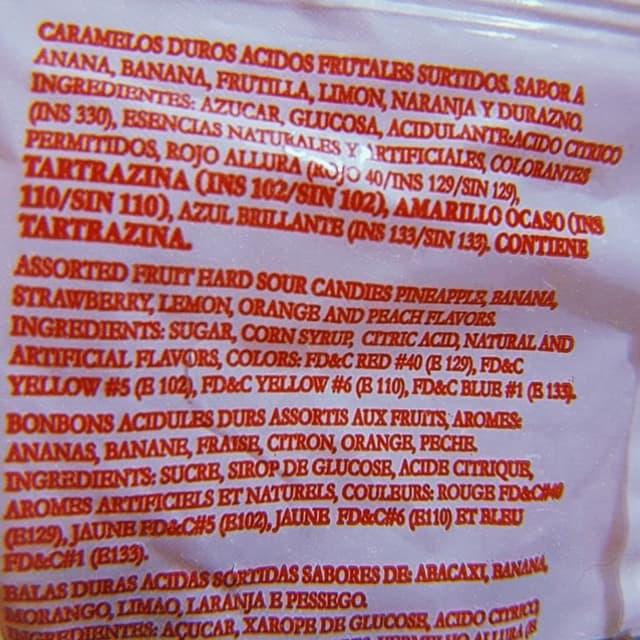 CARAMELOS DUROS ACIDOS FRUTALES SURTIDOS. SABOR A
ANANA, BANANA, FRUTILLA, LIMON, NARANJA Y DURAZNO.
INGREDIENTES: AZUCAR, GLUCOSA, ACIDULANTE:ACIDO CITRICO
(INS 330), ESENCIAS NATURALES Y ARTIFICIALES, COLORANTES
PERMITIDOS, ROJO ALLURA (ROJO 40/INS 129/SIN 129),
TARTRAZINA (INS 102/SIN 102), AMARILLO OCASO (INS
110/SIN 110), AZUL BRILLANTE (INS 133/SIN 133). CONTIENE
TARTRAZINA.
ASSORTED FRUIT HARD SOUR CANDIES PINEAPPLE, BANANA,
STRAWBERRY, LEMON, ORANGE AND PEACH FLAVORS.
INGREDIENTS: SUGAR, CORN SYRUP, CITRIC ACID, NATURAL AND
ARTIFICIAL FLAVORS, COLORS: FD&C RED #40 (E 129), FD&C
YELLOW #5 (E 102), FD&C YELLOW #6 (E 110), FD&C BLUE #1 (E 133).
BONBONS ACIDULES DURS ASSORTIS AUX FRUITS, AROMES:
ANANAS, BANANE, FRAISE, CITRON, ORANGE, PECHE.
INGREDIENTS: SUCRE, SIROP DE GLUCOSE, ACIDE CITRIQUE,
AROMES ARTIFICIELS ET NATURELS, COULEURS: ROUGE FD&C#40
(E129), JAUNE FD&C#5 (E102), JAUNE FD&C#6 (E110) ET BLEU
FD&C#1 (E133).
BALAS DURAS ACIDAS SORTIDAS SABORES DE: ABACAXI, BANANA,
MORANGO, LIMAO, LARANJA E PESSEGO.
INGREDIENTES: AÇUCAR, XAROPE DE GLUCOSE, ACIDO CITRICO